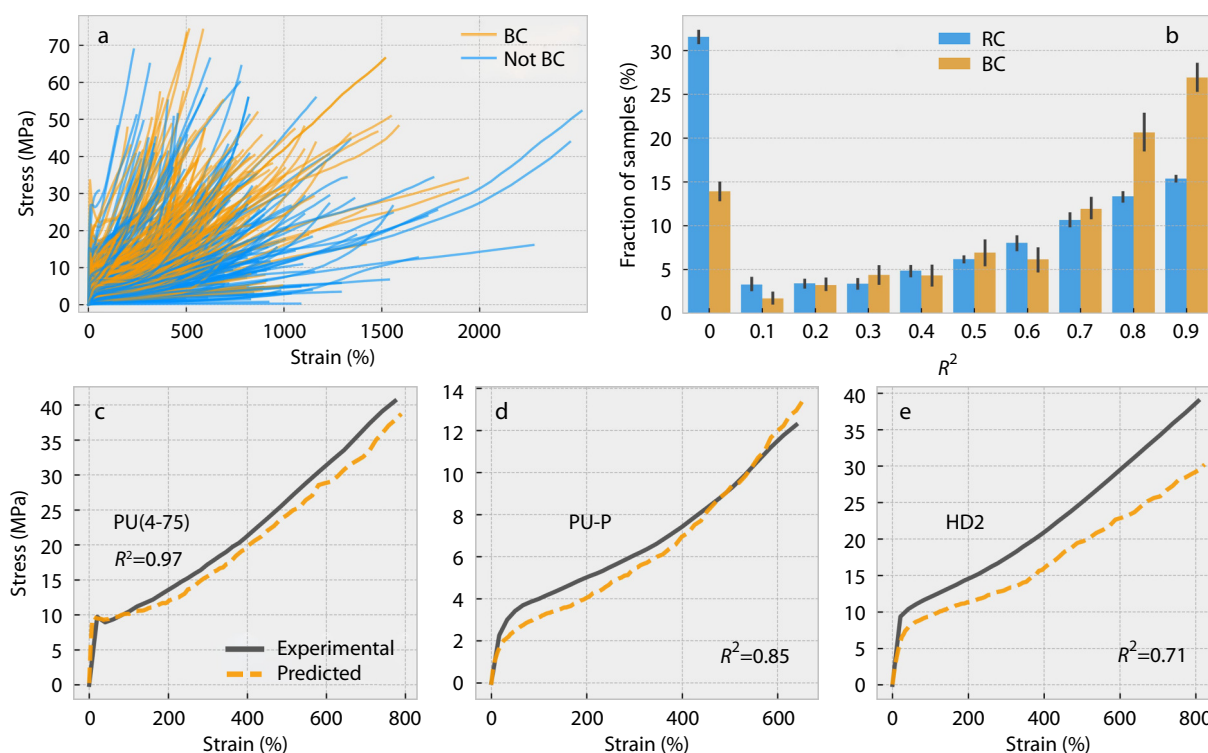 a
BC
Not BC
70
60
50
40
30
20
10
0
Stress (MPa)
0 500 1000 1500 2000
Strain (%)
b
RC
BC
30
25
20
15
10
5
0
Fraction of samples (%)
0 0.1 0.2 0.3 0.4 0.5 0.6 0.7 0.8 0.9
R²
c
40
35
30
25
20
15
10
5
0
Stress (MPa)
PU(4-75)
R²=0.97
Experimental
Predicted
0 200 400 600 800
Strain (%)
d
14
12
10
8
6
4
2
0
PU-P
R²=0.85
0 200 400 600
Strain (%)
e
40
35
30
25
20
15
10
5
0
HD2
R²=0.71
0 200 400 600 800
Strain (%)